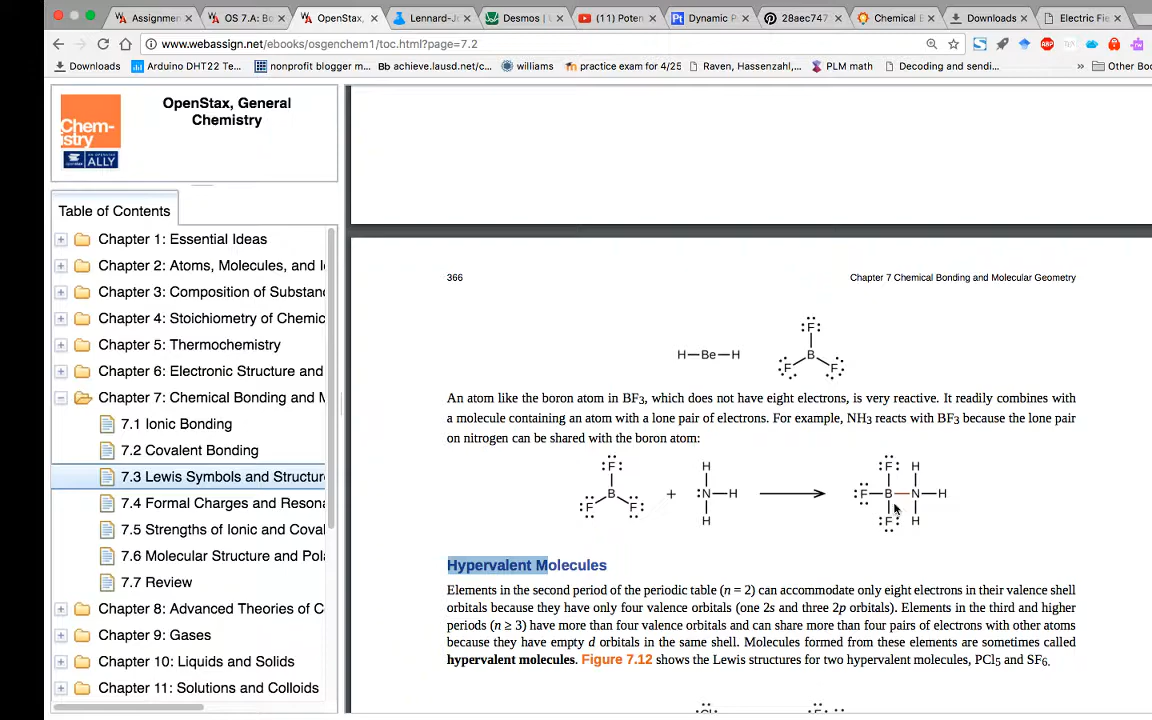 Assignmen
OS 7.A: Bo
OpenStax,
Lennard-J
Desmos | 
(11) Poten
Dynamic P
28aec747
Chemical E
Downloads
Electric Fie
www.webassign.net/ebooks/osgenchem1/toc.html?page=7.2
Downloads
Arduino DHT22 Te...
nonprofit blogger m...
Bb achieve.lausd.net/c...
williams
practice exam for 4/25
Raven, Hassenzahl,...
PLM math
Decoding and sendi...
»
Other Boo
Chem-
istry
ALLY
OpenStax, General
Chemistry
Table of Contents
Chapter 1: Essential Ideas
Chapter 2: Atoms, Molecules, and I
Chapter 3: Composition of Substan
Chapter 4: Stoichiometry of Chemic
Chapter 5: Thermochemistry
Chapter 6: Electronic Structure and
Chapter 7: Chemical Bonding and M
7.1 Ionic Bonding
7.2 Covalent Bonding
7.3 Lewis Symbols and Structur
7.4 Formal Charges and Resona
7.5 Strengths of Ionic and Coval
7.6 Molecular Structure and Pola
7.7 Review
Chapter 8: Advanced Theories of C
Chapter 9: Gases
Chapter 10: Liquids and Solids
Chapter 11: Solutions and Colloids
366
Chapter 7 Chemical Bonding and Molecular Geometry
F
H—Be—H
B
F F
An atom like the boron atom in BF3, which does not have eight electrons, is very reactive. It readily combines with
a molecule containing an atom with a lone pair of electrons. For example, NH3 reacts with BF3 because the lone pair
on nitrogen can be shared with the boron atom:
F H F H
B + :N—H F—B—N—H
F F H F H
Hypervalent Molecules
Elements in the second period of the periodic table (n = 2) can accommodate only eight electrons in their valence shell
orbitals because they have only four valence orbitals (one 2s and three 2p orbitals). Elements in the third and higher
periods (n ≥ 3) have more than four valence orbitals and can share more than four pairs of electrons with other atoms
because they have empty d orbitals in the same shell. Molecules formed from these elements are sometimes called
hypervalent molecules. Figure 7.12 shows the Lewis structures for two hypervalent molecules, PCl5 and SF6.